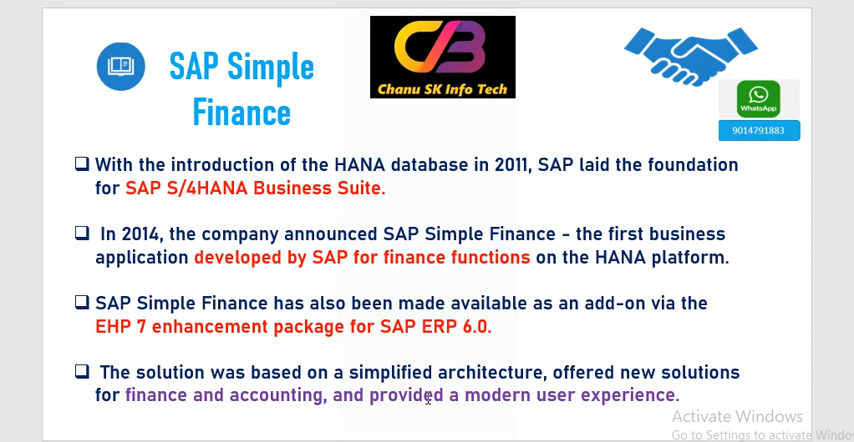 SAP Simple
Finance
Chanu SK Info Tech
WhatsApp
9014791883
With the introduction of the HANA database in 2011, SAP laid the foundation
for SAP S/4HANA Business Suite.
In 2014, the company announced SAP Simple Finance - the first business
application developed by SAP for finance functions on the HANA platform.
SAP Simple Finance has also been made available as an add-on via the
EHP 7 enhancement package for SAP ERP 6.0.
The solution was based on a simplified architecture, offered new solutions
for finance and accounting, and provided a modern user experience.
Activate Windows
Go to Settings to activate Windo